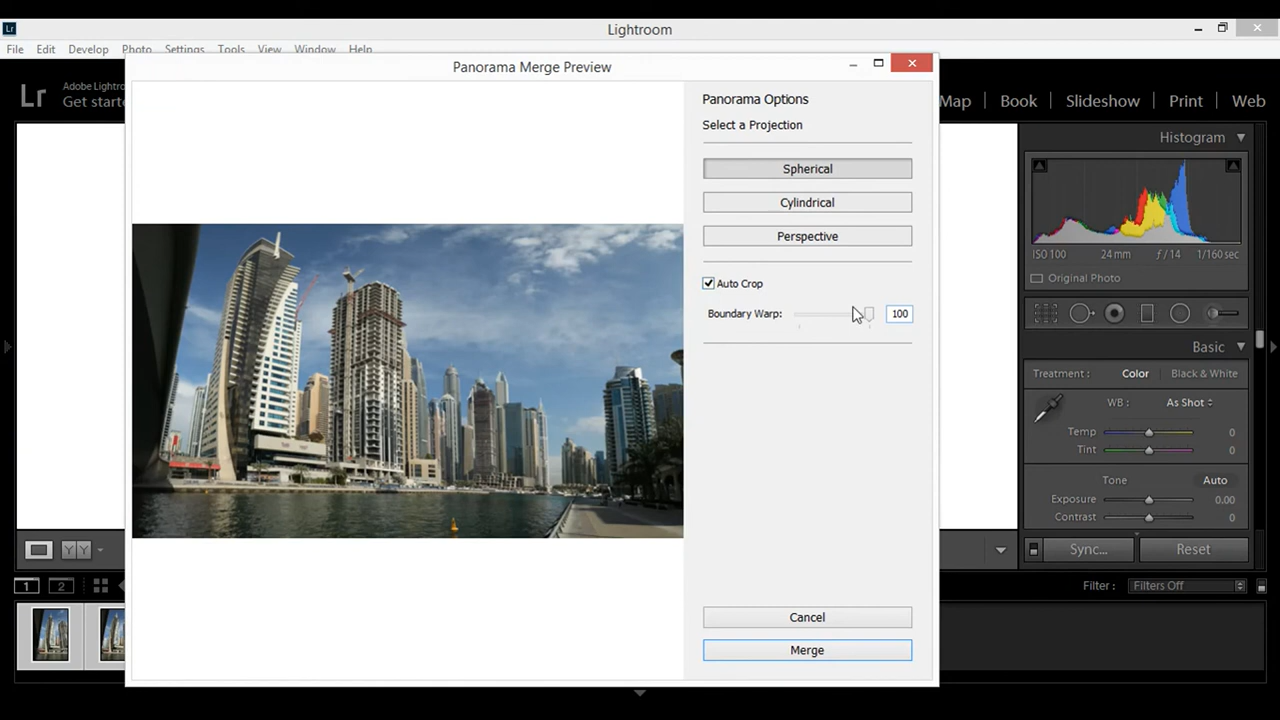 Lr
Lightroom
File Edit Develop Photo Settings Tools View Window Help
Panorama Merge Preview
Lr
Adobe Lightro
Get starte
Map Book Slideshow Print Web
Panorama Options
Select a Projection
Spherical
Cylindrical
Perspective
Auto Crop
Boundary Warp: 100
Cancel
Merge
Histogram
ISO 100 24 mm ƒ / 14 1/160 sec
Original Photo
Basic
Treatment: Color Black & White
WB : As Shot
Temp 0
Tint 0
Tone Auto
Exposure 0.00
Contrast 0
Y Y
Sync... Reset
1 2
Filter : Filters Off